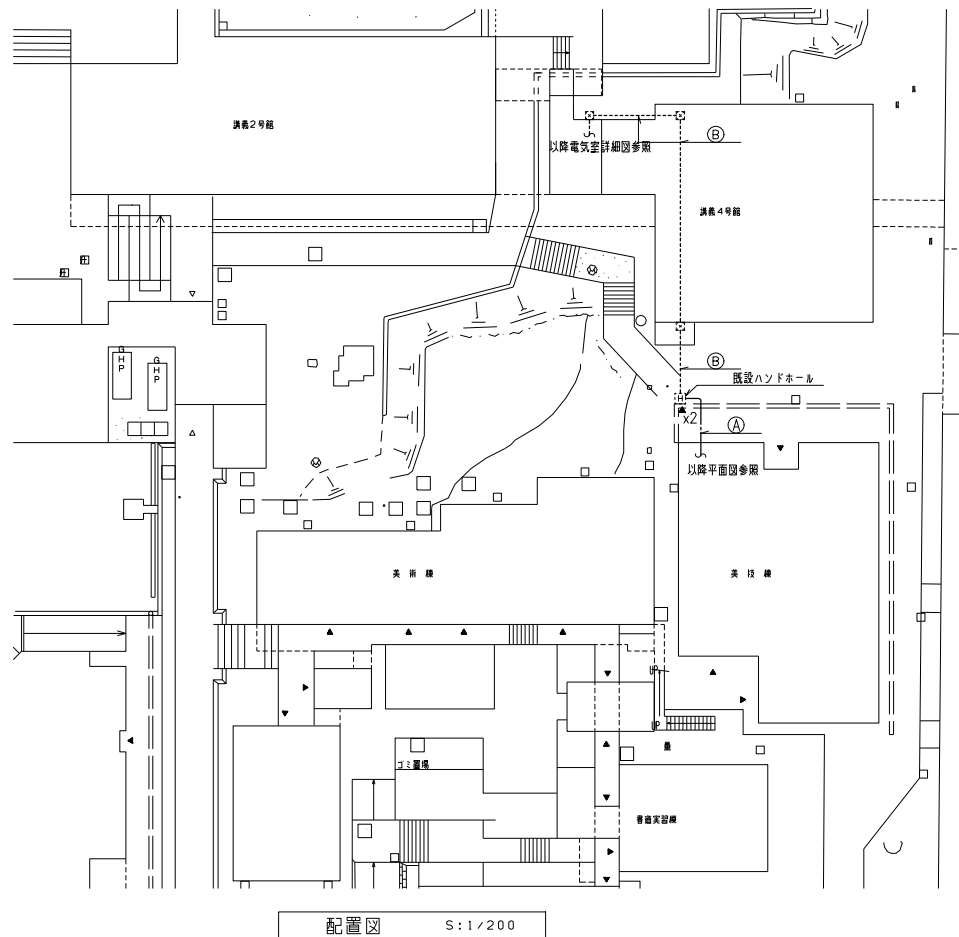 講義2号館
以降電気室詳細図参照
B
講義4号館
GHP
GHP
B
既設ハンドホール
H
x2
A
以降平面図参照
美術棟
美技棟
UP
UP
ゴミ置場
書道実習棟
配置図 S:1/200